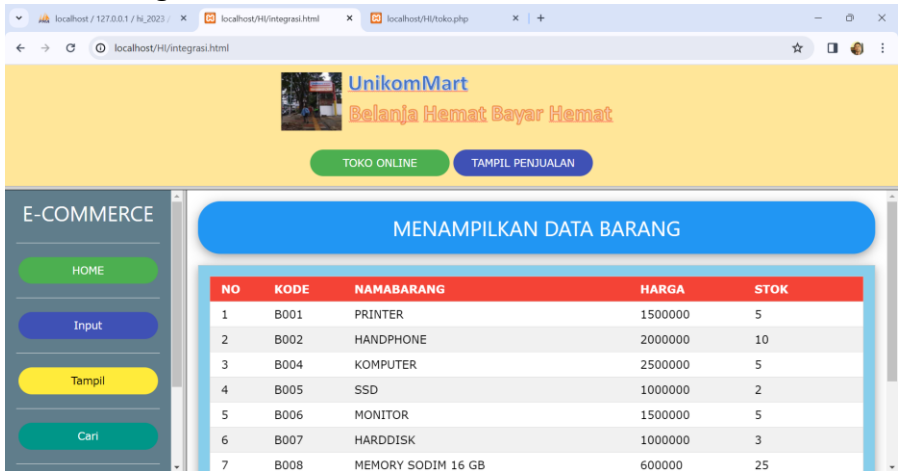 localhost / 127.0.0.1 / hi_2023 /
localhost/HI/integrasi.html
localhost/HI/toko.php
localhost/HI/integrasi.html
UnikomMart
Belanja Hemat Bayar Hemat
TOKO ONLINE
TAMPIL PENJUALAN
E-COMMERCE
HOME
Input
Tampil
Cari
MENAMPILKAN DATA BARANG
NO KODE NAMABARANG HARGA STOK
1 B001 PRINTER 1500000 5
2 B002 HANDPHONE 2000000 10
3 B004 KOMPUTER 2500000 5
4 B005 SSD 1000000 2
5 B006 MONITOR 1500000 5
6 B007 HARDDISK 1000000 3
7 B008 MEMORY SODIM 16 GB 600000 25